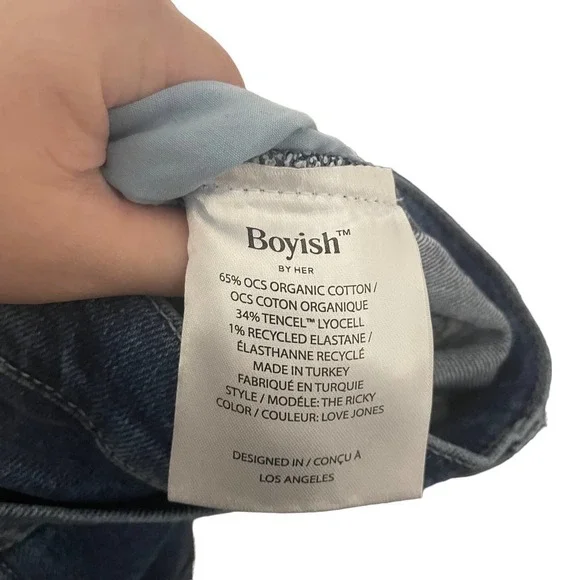 Boyish™
BY HER
65% OCS ORGANIC COTTON /
OCS COTON ORGANIQUE
34% TENCEL™ LYOCELL
1% RECYCLED ELASTANE /
ÉLASTHANNE RECYCLÉ
MADE IN TURKEY
FABRIQUÉ EN TURQUIE
STYLE / MODÉLE: THE RICKY
COLOR / COULEUR: LOVE JONES
DESIGNED IN / CONÇU À
LOS ANGELES